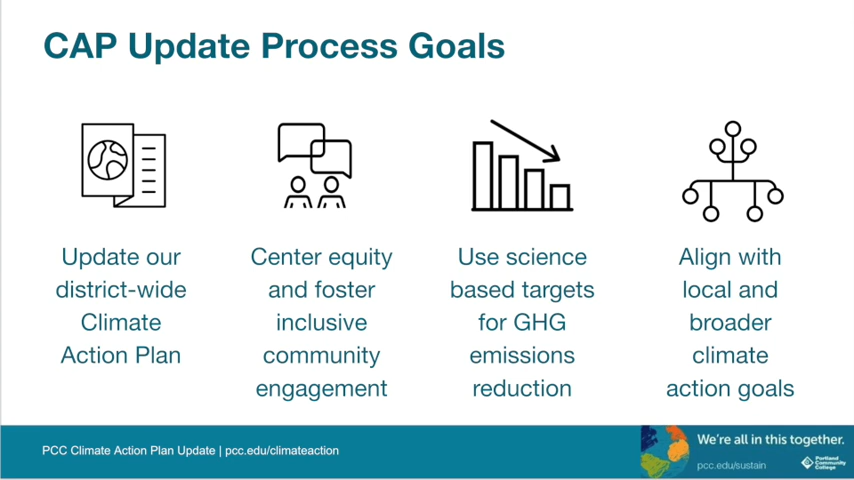 CAP Update Process Goals
Update our
district-wide
Climate
Action Plan
Center equity
and foster
inclusive
community
engagement
Use science
based targets
for GHG
emissions
reduction
Align with
local and
broader
climate
action goals
PCC Climate Action Plan Update | pcc.edu/climateaction
We're all in this together.
pcc.edu/sustain
Portland
Community
College